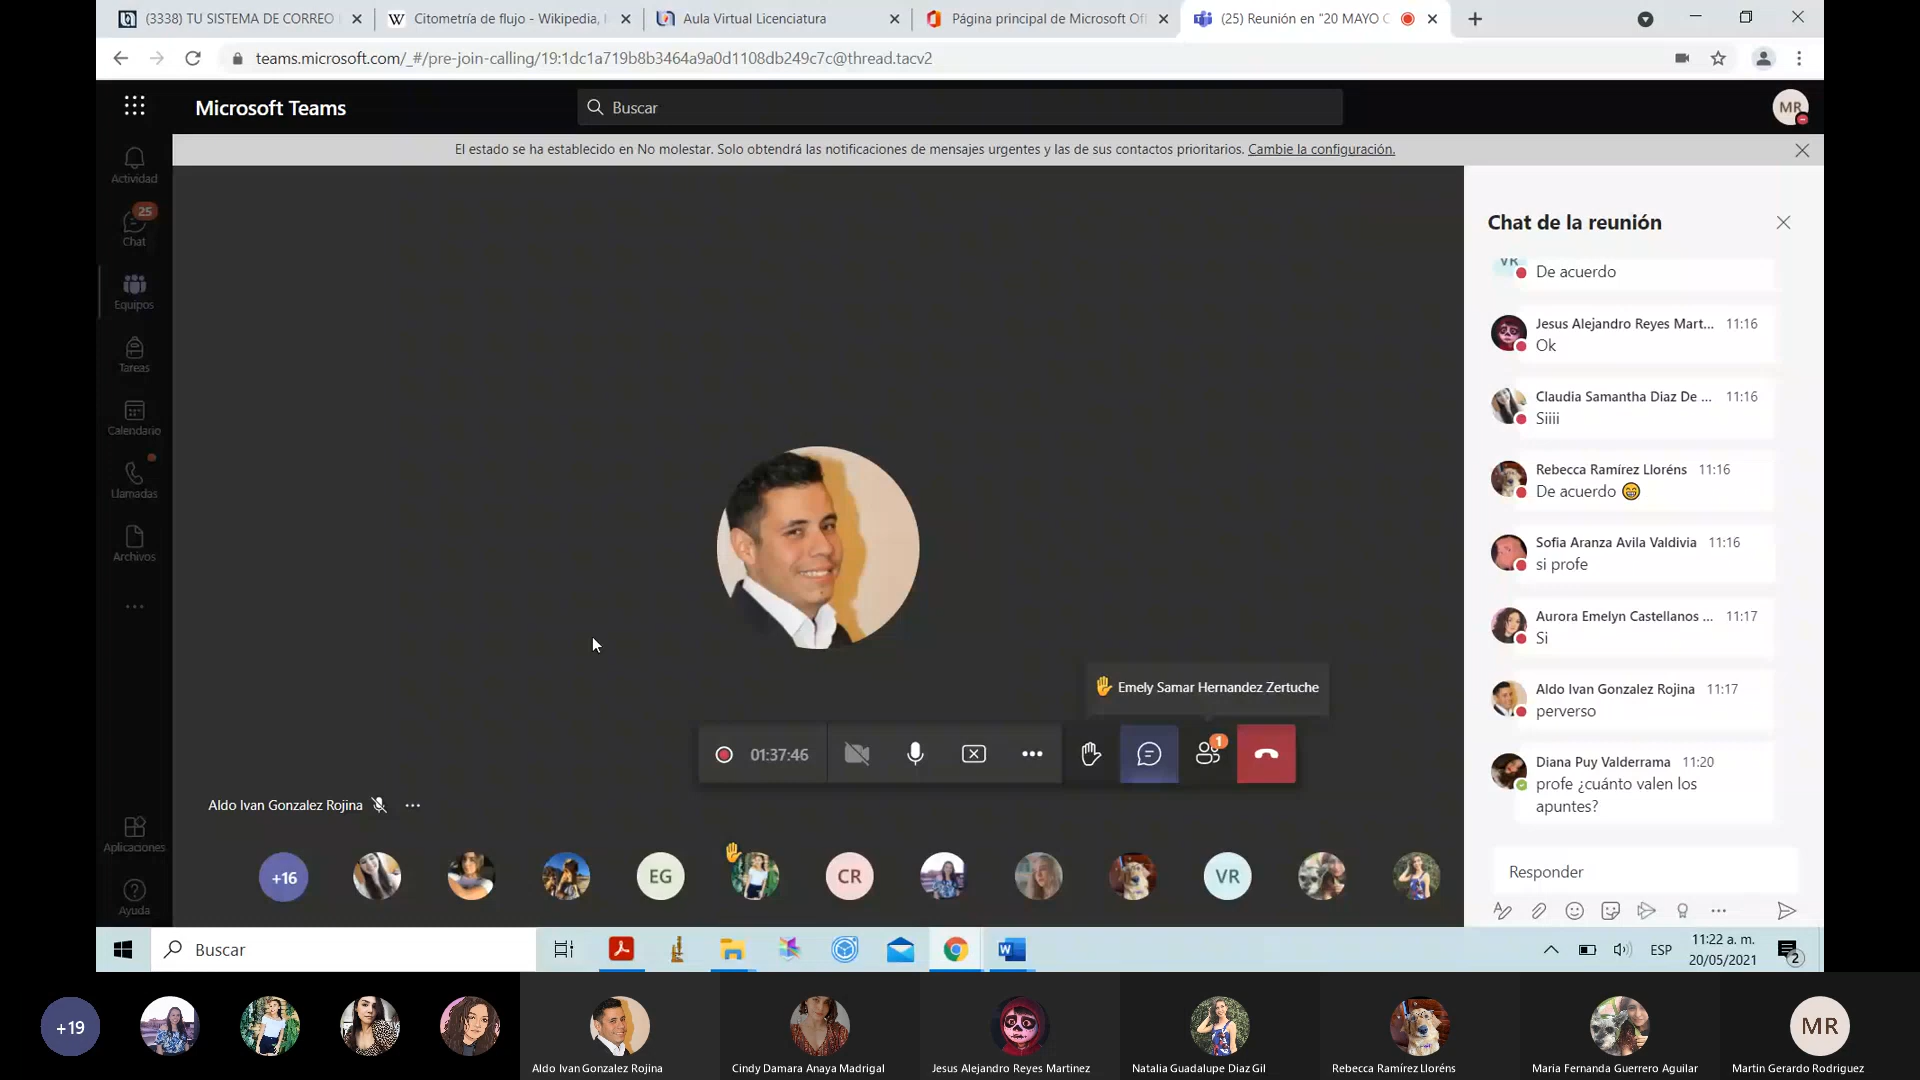 (3338) TU SISTEMA DE CORREO
Citometría de flujo - Wikipedia,
Aula Virtual Licenciatura
Página principal de Microsoft Of
(25) Reunión en "20 MAYO
teams.microsoft.com/_#/pre-join-calling/19:1dc1a719b8b3464a9a0d1108db249c7c@thread.tacv2
Microsoft Teams
Buscar
MR
El estado se ha establecido en No molestar. Solo obtendrá las notificaciones de mensajes urgentes y las de sus contactos prioritarios. Cambie la configuración.
Actividad
25
Chat
Equipos
Tareas
Calendario
Llamadas
Archivos
Aplicaciones
Ayuda
Chat de la reunión
VR
De acuerdo
Jesus Alejandro Reyes Mart... 11:16
Ok
Claudia Samantha Diaz De ... 11:16
Siiii
Rebecca Ramírez Lloréns 11:16
De acuerdo 😁
Sofia Aranza Avila Valdivia 11:16
si profe
Aurora Emelyn Castellanos ... 11:17
Si
Aldo Ivan Gonzalez Rojina 11:17
perverso
Diana Puy Valderrama 11:20
profe ¿cuánto valen los
apuntes?
Responder
Emely Samar Hernandez Zertuche
01:37:46
1
Aldo Ivan Gonzalez Rojina
+16
EG
CR
VR
Buscar
ESP
11:22 a. m.
20/05/2021
2
+19
MR
Aldo Ivan Gonzalez Rojina
Cindy Damara Anaya Madrigal
Jesus Alejandro Reyes Martinez
Natalia Guadalupe Diaz Gil
Rebecca Ramírez Lloréns
Maria Fernanda Guerrero Aguilar
Martin Gerardo Rodriguez